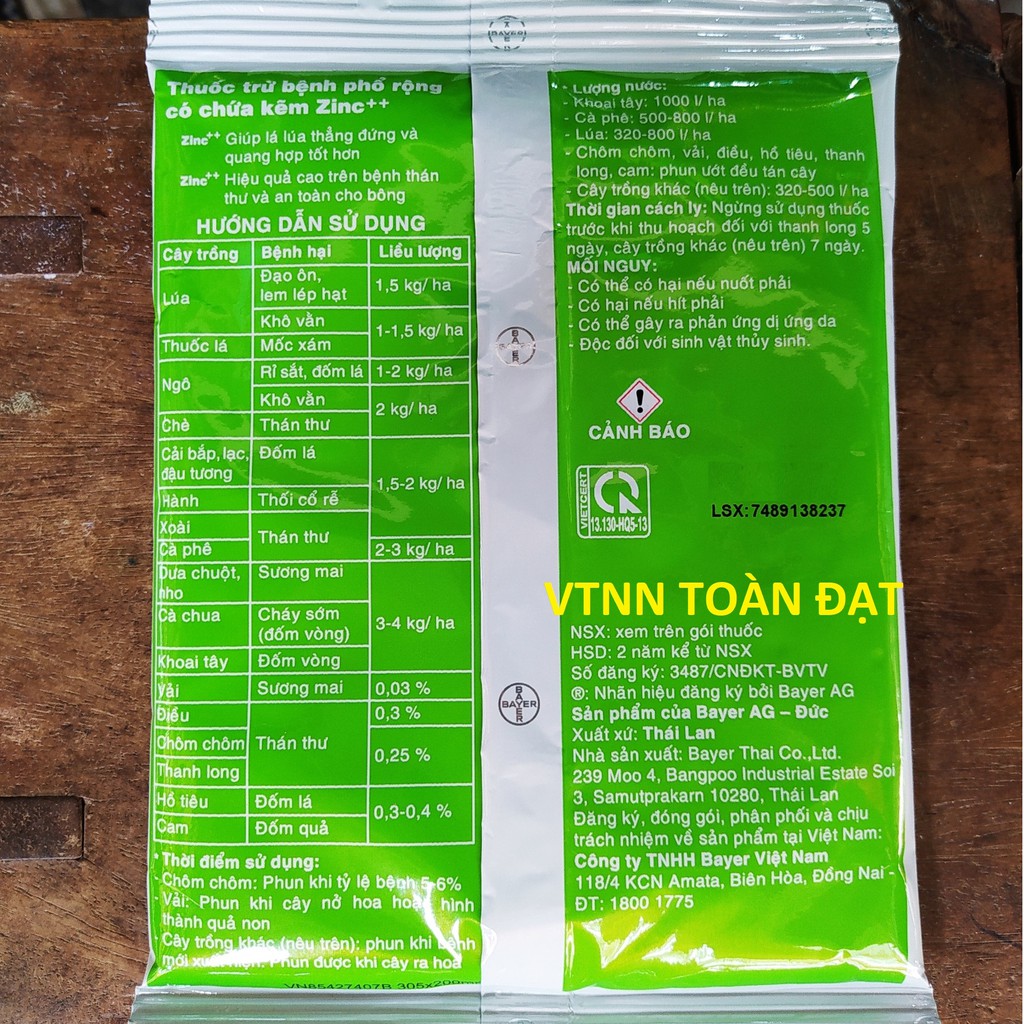 BAYER
Thuốc trừ bệnh phổ rộng
có chứa kẽm Zinc++
Zinc++ Giúp lá lúa thẳng đứng và
quang hợp tốt hơn
Zinc++ Hiệu quả cao trên bệnh thán
thư và an toàn cho bông
HƯỚNG DẪN SỬ DỤNG
Cây trồng Bệnh hại Liều lượng
Lúa Đạo ôn, lem lép hạt 1,5 kg/ ha
Khô vằn 1-1,5 kg/ ha
Thuốc lá Mốc xám
Ngô Rỉ sắt, đốm lá 1-2 kg/ ha
Khô vằn 2 kg/ ha
Chè Thán thư
Cải bắp, lạc, đậu tương Đốm lá 1,5-2 kg/ ha
Hành Thối cổ rễ
Xoài Thán thư
Cà phê 2-3 kg/ ha
Dưa chuột, nho Sương mai 3-4 kg/ ha
Cà chua Cháy sớm (đốm vòng)
Khoai tây Đốm vòng
Vải Sương mai 0,03 %
Điều Thán thư 0,3 %
Chôm chôm 0,25 %
Thanh long
Hồ tiêu Đốm lá 0,3-0,4 %
Cam Đốm quả
* Thời điểm sử dụng:
- Chôm chôm: Phun khi tỷ lệ bệnh 5-6%
- Vải: Phun khi cây nở hoa hoặc hình
thành quả non
Cây trồng khác (nêu trên): phun khi bệnh
mới xuất hiện. Phun được khi cây ra hoa
BAYER
BAYER
- Lượng nước:
- Khoai tây: 1000 l/ ha
- Cà phê: 500-800 l/ ha
- Lúa: 320-800 l/ ha
- Chôm chôm, vải, điều, hồ tiêu, thanh
long, cam: phun ướt đều tán cây
- Cây trồng khác (nêu trên): 320-500 l/ ha
Thời gian cách ly: Ngừng sử dụng thuốc
trước khi thu hoạch đối với thanh long 5
ngày, cây trồng khác (nêu trên) 7 ngày.
MỐI NGUY:
- Có thể có hại nếu nuốt phải
- Có hại nếu hít phải
- Có thể gây ra phản ứng dị ứng da
- Độc đối với sinh vật thủy sinh.
CẢNH BÁO
VIETCERT
13.130-HQ5-13
LSX: 7489138237
VTNN TOÀN ĐẠT
NSX: xem trên gói thuốc
HSD: 2 năm kể từ NSX
Số đăng ký: 3487/CNĐKT-BVTV
®: Nhãn hiệu đăng ký bởi Bayer AG
Sản phẩm của Bayer AG – Đức
Xuất xứ: Thái Lan
Nhà sản xuất: Bayer Thai Co.,Ltd.
239 Moo 4, Bangpoo Industrial Estate Soi
3, Samutprakarn 10280, Thái Lan
Đăng ký, đóng gói, phân phối và chịu
trách nhiệm về sản phẩm tại Việt Nam:
Công ty TNHH Bayer Việt Nam
118/4 KCN Amata, Biên Hòa, Đồng Nai -
ĐT: 1800 1775